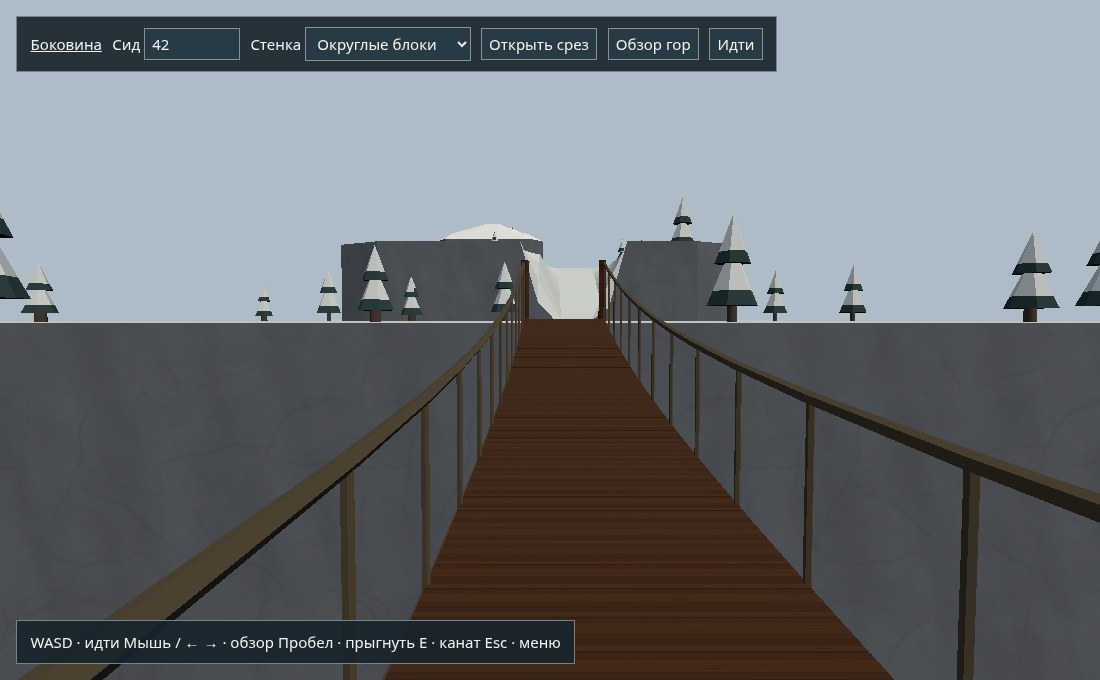 Боковина Сид 42 Стенка Округлые блоки Открыть срез Обзор гор Идти
WASD · идти Мышь / ← → · обзор Пробел · прыгнуть E · канат Esc · меню